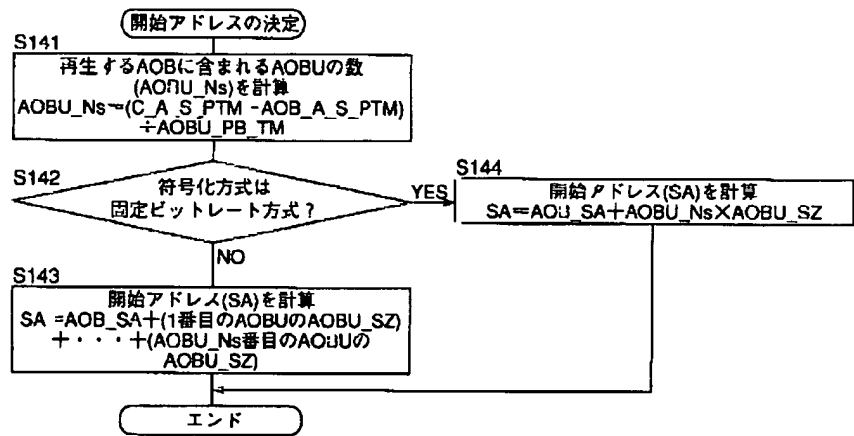 開始アドレスの決定
S141
再生するAOBに含まれるAOBUの数
(AOBU_Ns)を計算
AOBU_Ns=(C_A_S_PTM -AOB_A_S_PTM)
÷AOBU_PB_TM
S142
符号化方式は
固定ビットレート方式？
YES
S144
開始アドレス(SA)を計算
SA=AOB_SA+AOBU_Ns×AOBU_SZ
NO
S143
開始アドレス(SA)を計算
SA =AOB_SA+(1番目のAOBUのAOBU_SZ)
+・・・+(AOBU_Ns番目のAOBUの
AOBU_SZ)
エンド